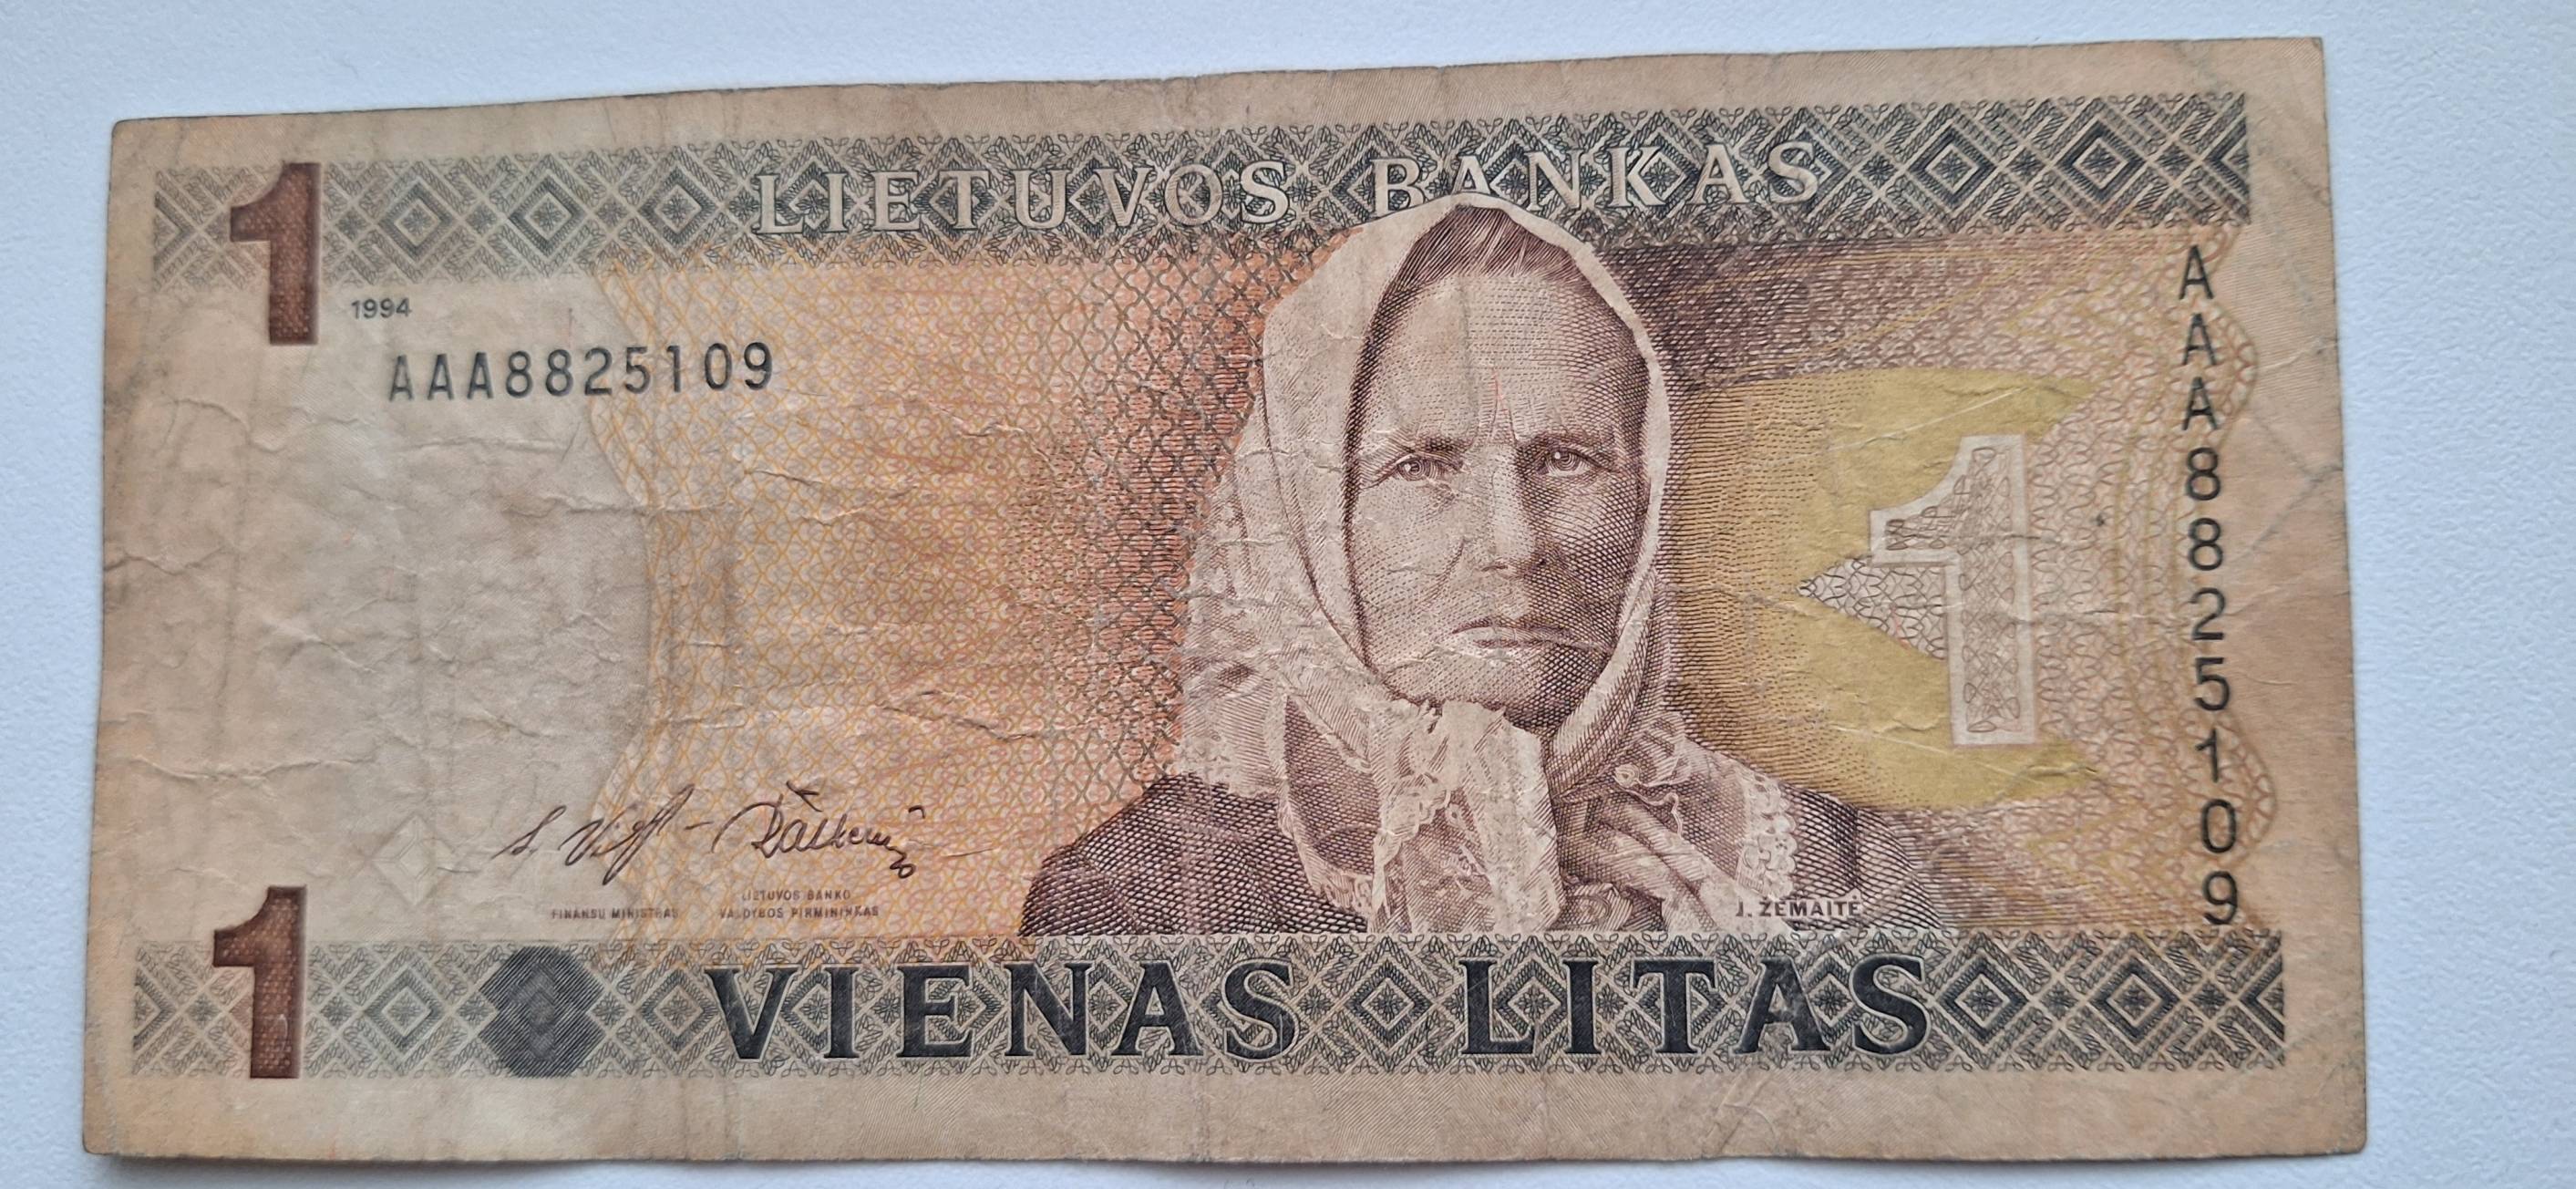 LIETUVOS BANKAS
1
1994
AAA8825109
AAA8825109
1
LIETUVOS BANKO
FINANSŲ MINISTRAS VALDYBOS PIRMININKAS
J. ŽEMAITĖ
1
VIENAS LITAS